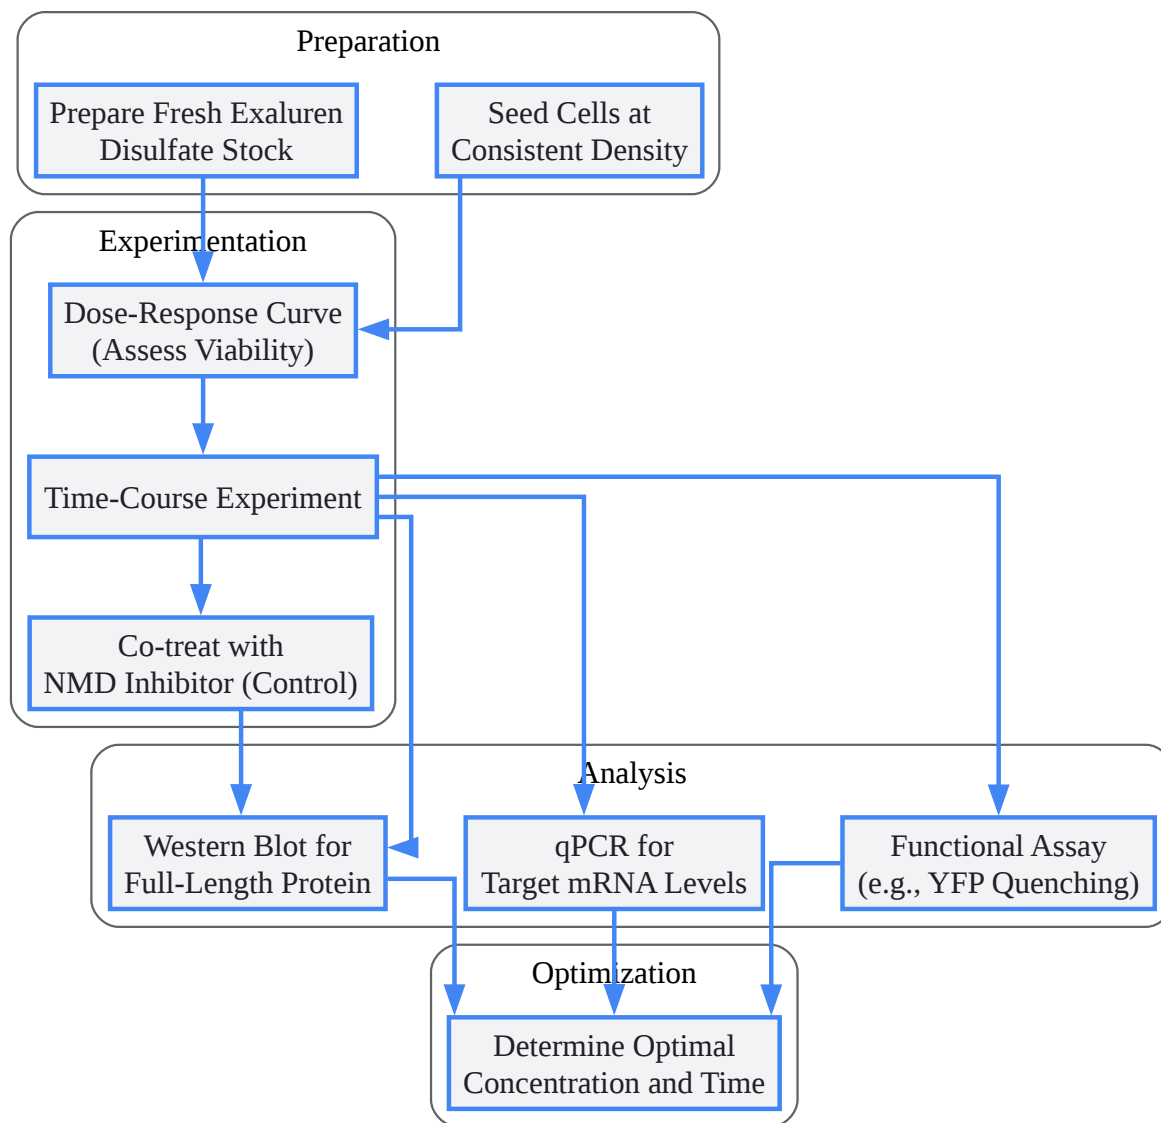 Preparation
Prepare Fresh Exaluren
Disulfate Stock
Seed Cells at
Consistent Density
Experimentation
Dose-Response Curve
(Assess Viability)
Time-Course Experiment
Co-treat with
NMD Inhibitor (Control)
Analysis
Western Blot for
Full-Length Protein
qPCR for
Target mRNA Levels
Functional Assay
(e.g., YFP Quenching)
Optimization
Determine Optimal
Concentration and Time